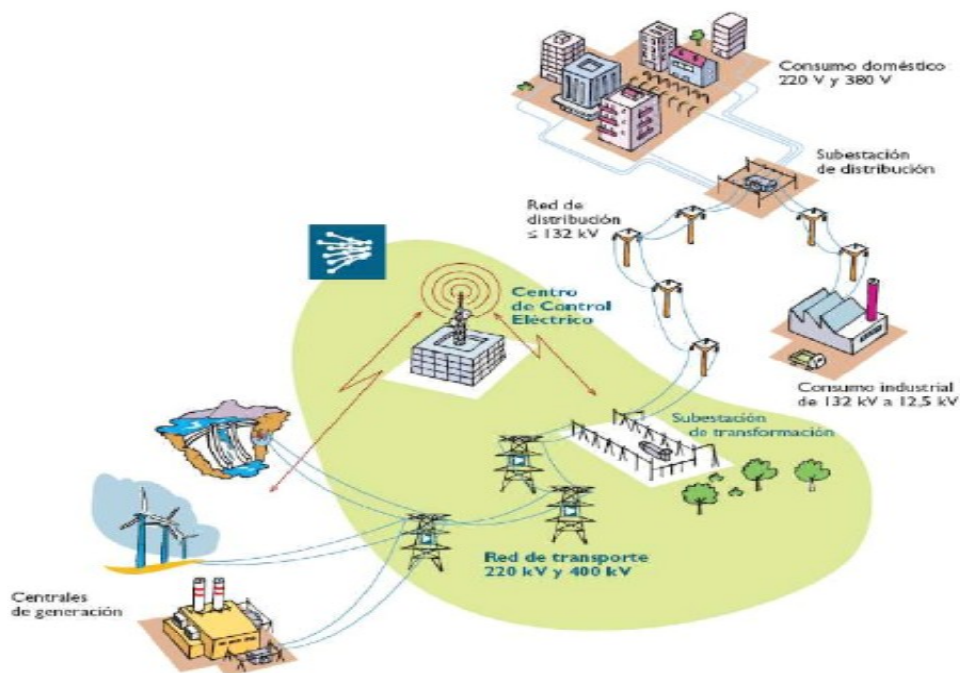 Consumo doméstico
220 V y 380 V
Subestación
de distribución
Red de
distribución
≤ 132 kV
Centro
de Control
Eléctrico
Consumo industrial
de 132 kV a 12,5 kV
Subestación
de transformación
Red de transporte
220 kV y 400 kV
Centrales
de generación